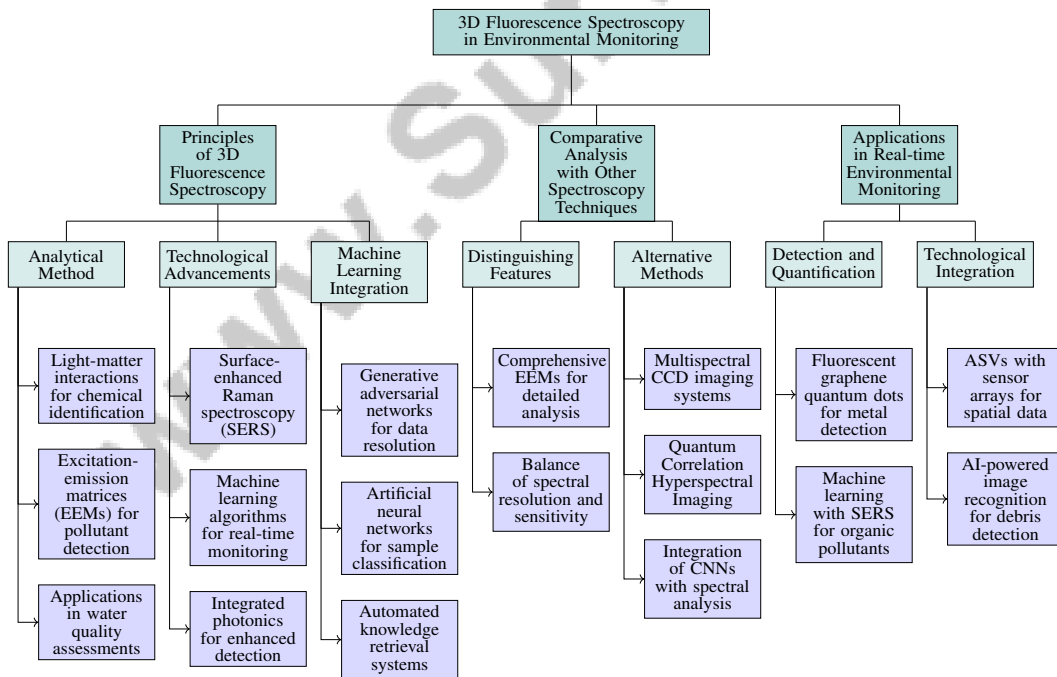 3D Fluorescence Spectroscopy
in Environmental Monitoring
Principles
of 3D
Fluorescence
Spectroscopy
Comparative
Analysis
with Other
Spectroscopy
Techniques
Applications
in Real-time
Environmental
Monitoring
Analytical
Method
Technological
Advancements
Machine
Learning
Integration
Distinguishing
Features
Alternative
Methods
Detection and
Quantification
Technological
Integration
Light-matter
interactions
for chemical
identification
Excitation-
emission
matrices
(EEMs) for
pollutant
detection
Applications
in water
quality
assessments
Surface-
enhanced
Raman
spectroscopy
(SERS)
Machine
learning
algorithms
for real-time
monitoring
Integrated
photonics
for enhanced
detection
Generative
adversarial
networks
for data
resolution
Artificial
neural
networks
for sample
classification
Automated
knowledge
retrieval
systems
Comprehensive
EEMs for
detailed
analysis
Balance
of spectral
resolution and
sensitivity
Multispectral
CCD imaging
systems
Quantum
Correlation
Hyperspectral
Imaging
Integration
of CNNs
with spectral
analysis
Fluorescent
graphene
quantum dots
for metal
detection
Machine
learning
with SERS
for organic
pollutants
ASVs with
sensor
arrays for
spatial data
AI-powered
image
recognition
for debris
detection
www.Su